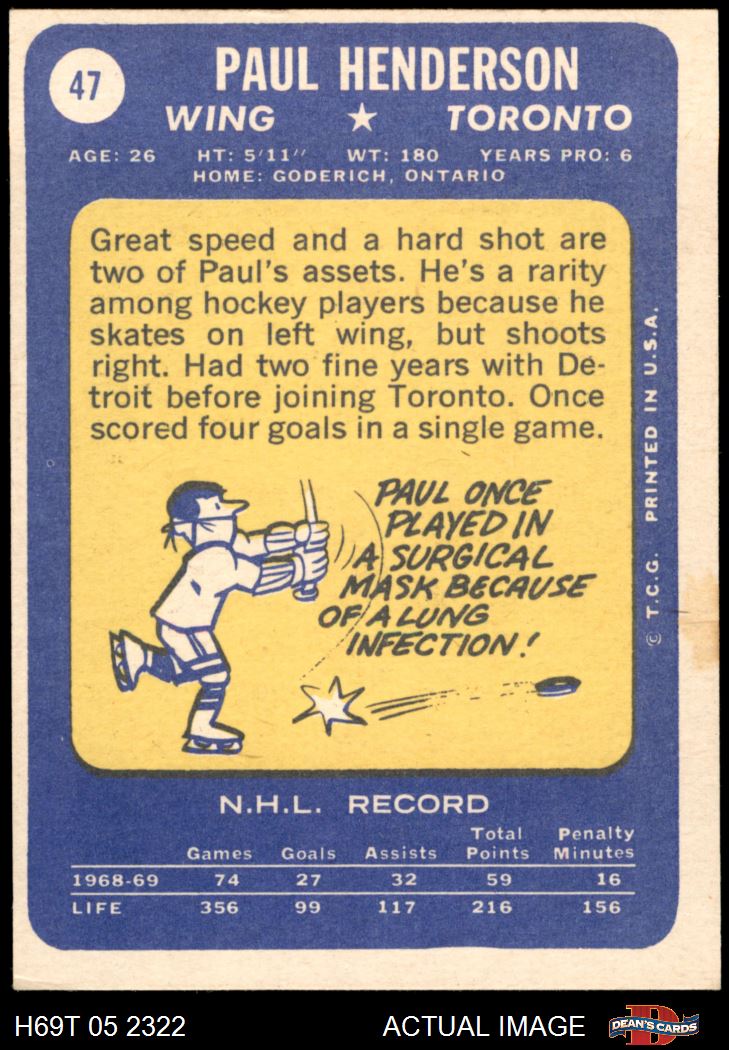 47
PAUL HENDERSON
WING ★ TORONTO
AGE: 26 HT: 5'11" WT: 180 YEARS PRO: 6
HOME: GODERICH, ONTARIO
Great speed and a hard shot are
two of Paul's assets. He's a rarity
among hockey players because he
skates on left wing, but shoots
right. Had two fine years with De-
troit before joining Toronto. Once
scored four goals in a single game.
PAUL ONCE
PLAYED IN
A SURGICAL
MASK BECAUSE
OF A LUNG
INFECTION!
© T.C.G. PRINTED IN U.S.A.
N.H.L. RECORD
Games Goals Assists Total Points Penalty Minutes
1968-69 74 27 32 59 16
LIFE 356 99 117 216 156
H69T 05 2322 ACTUAL IMAGE D DEAN'S CARDS